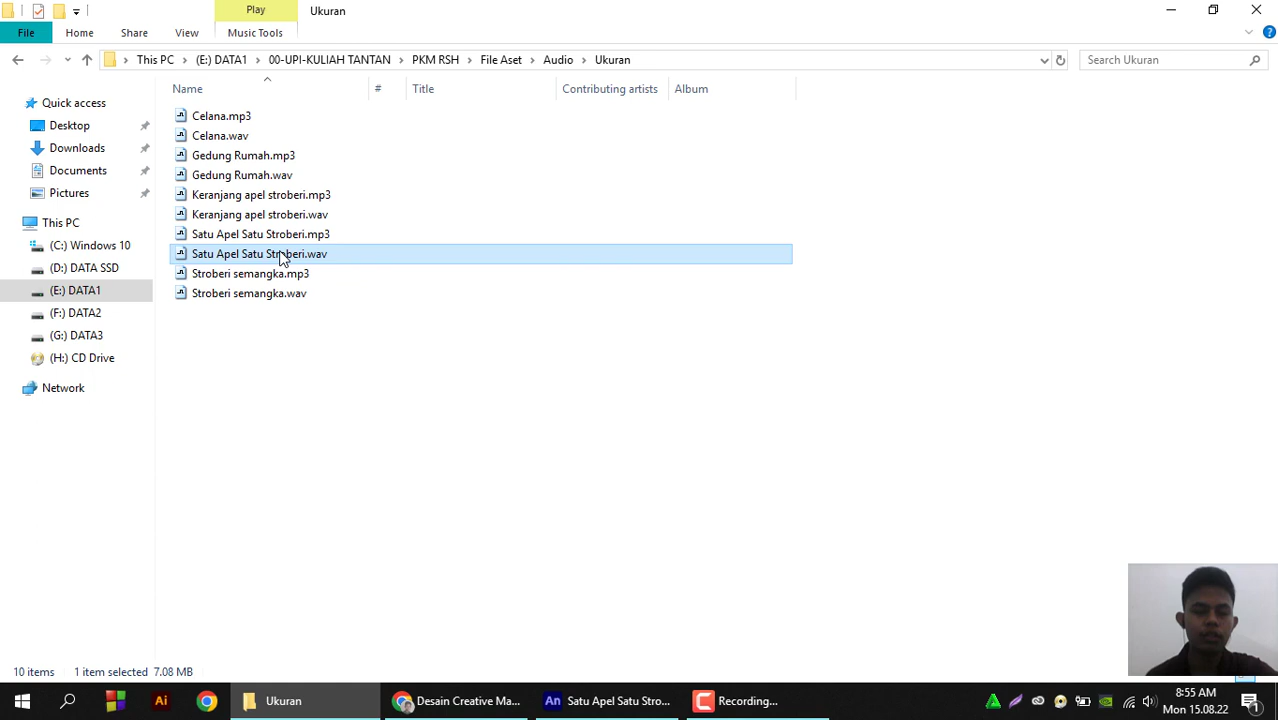 Play
Ukuran
File
Home
Share
View
Music Tools
This PC
(E:) DATA1
00-UPI-KULIAH TANTAN
PKM RSH
File Aset
Audio
Ukuran
Search Ukuran
Name
#
Title
Contributing artists
Album
Quick access
Desktop
Downloads
Documents
Pictures
This PC
(C:) Windows 10
(D:) DATA SSD
(E:) DATA1
(F:) DATA2
(G:) DATA3
(H:) CD Drive
Network
Celana.mp3
Celana.wav
Gedung Rumah.mp3
Gedung Rumah.wav
Keranjang apel stroberi.mp3
Keranjang apel stroberi.wav
Satu Apel Satu Stroberi.mp3
Satu Apel Satu Stroberi.wav
Stroberi semangka.mp3
Stroberi semangka.wav
10 items
1 item selected 7.08 MB
Ai
Ukuran
Desain Creative Ma...
An
Satu Apel Satu Stro...
Recording...
8:55 AM
Mon 15.08.22
1